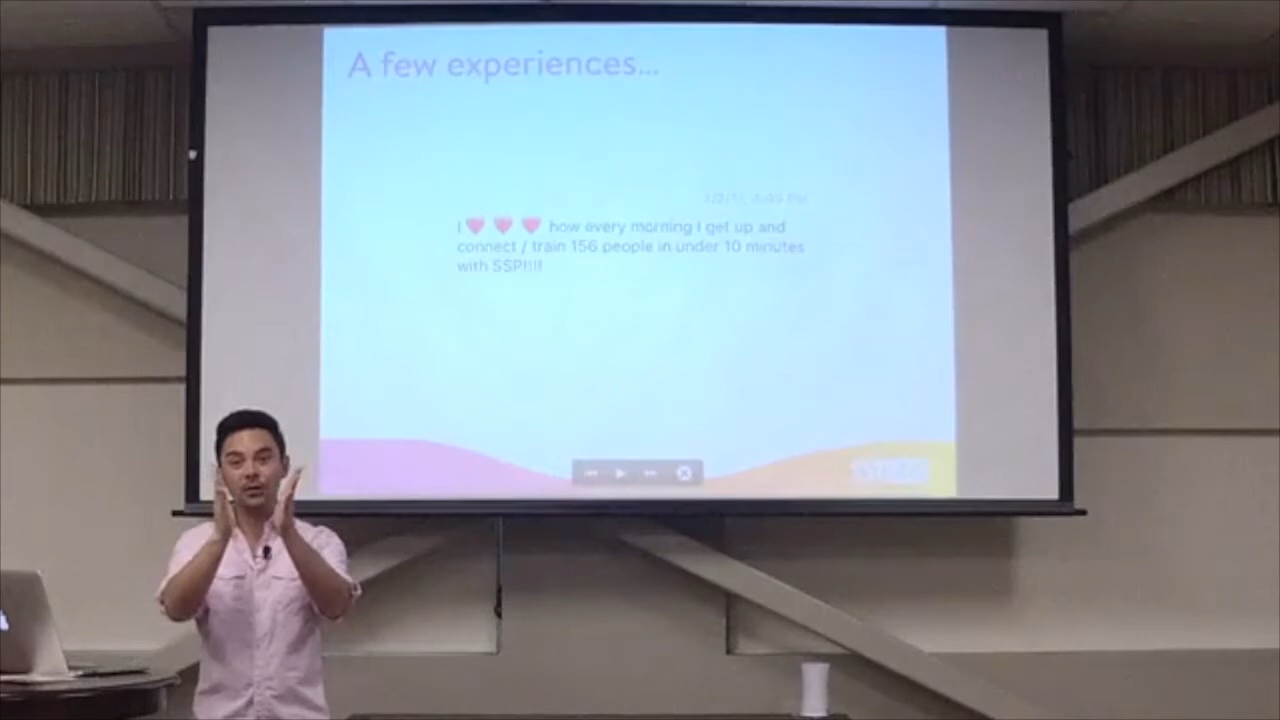 A few experiences...
I ❤️ ❤️ ❤️ how every morning I get up and
connect / train 156 people in under 10 minutes
with SSP!!!!